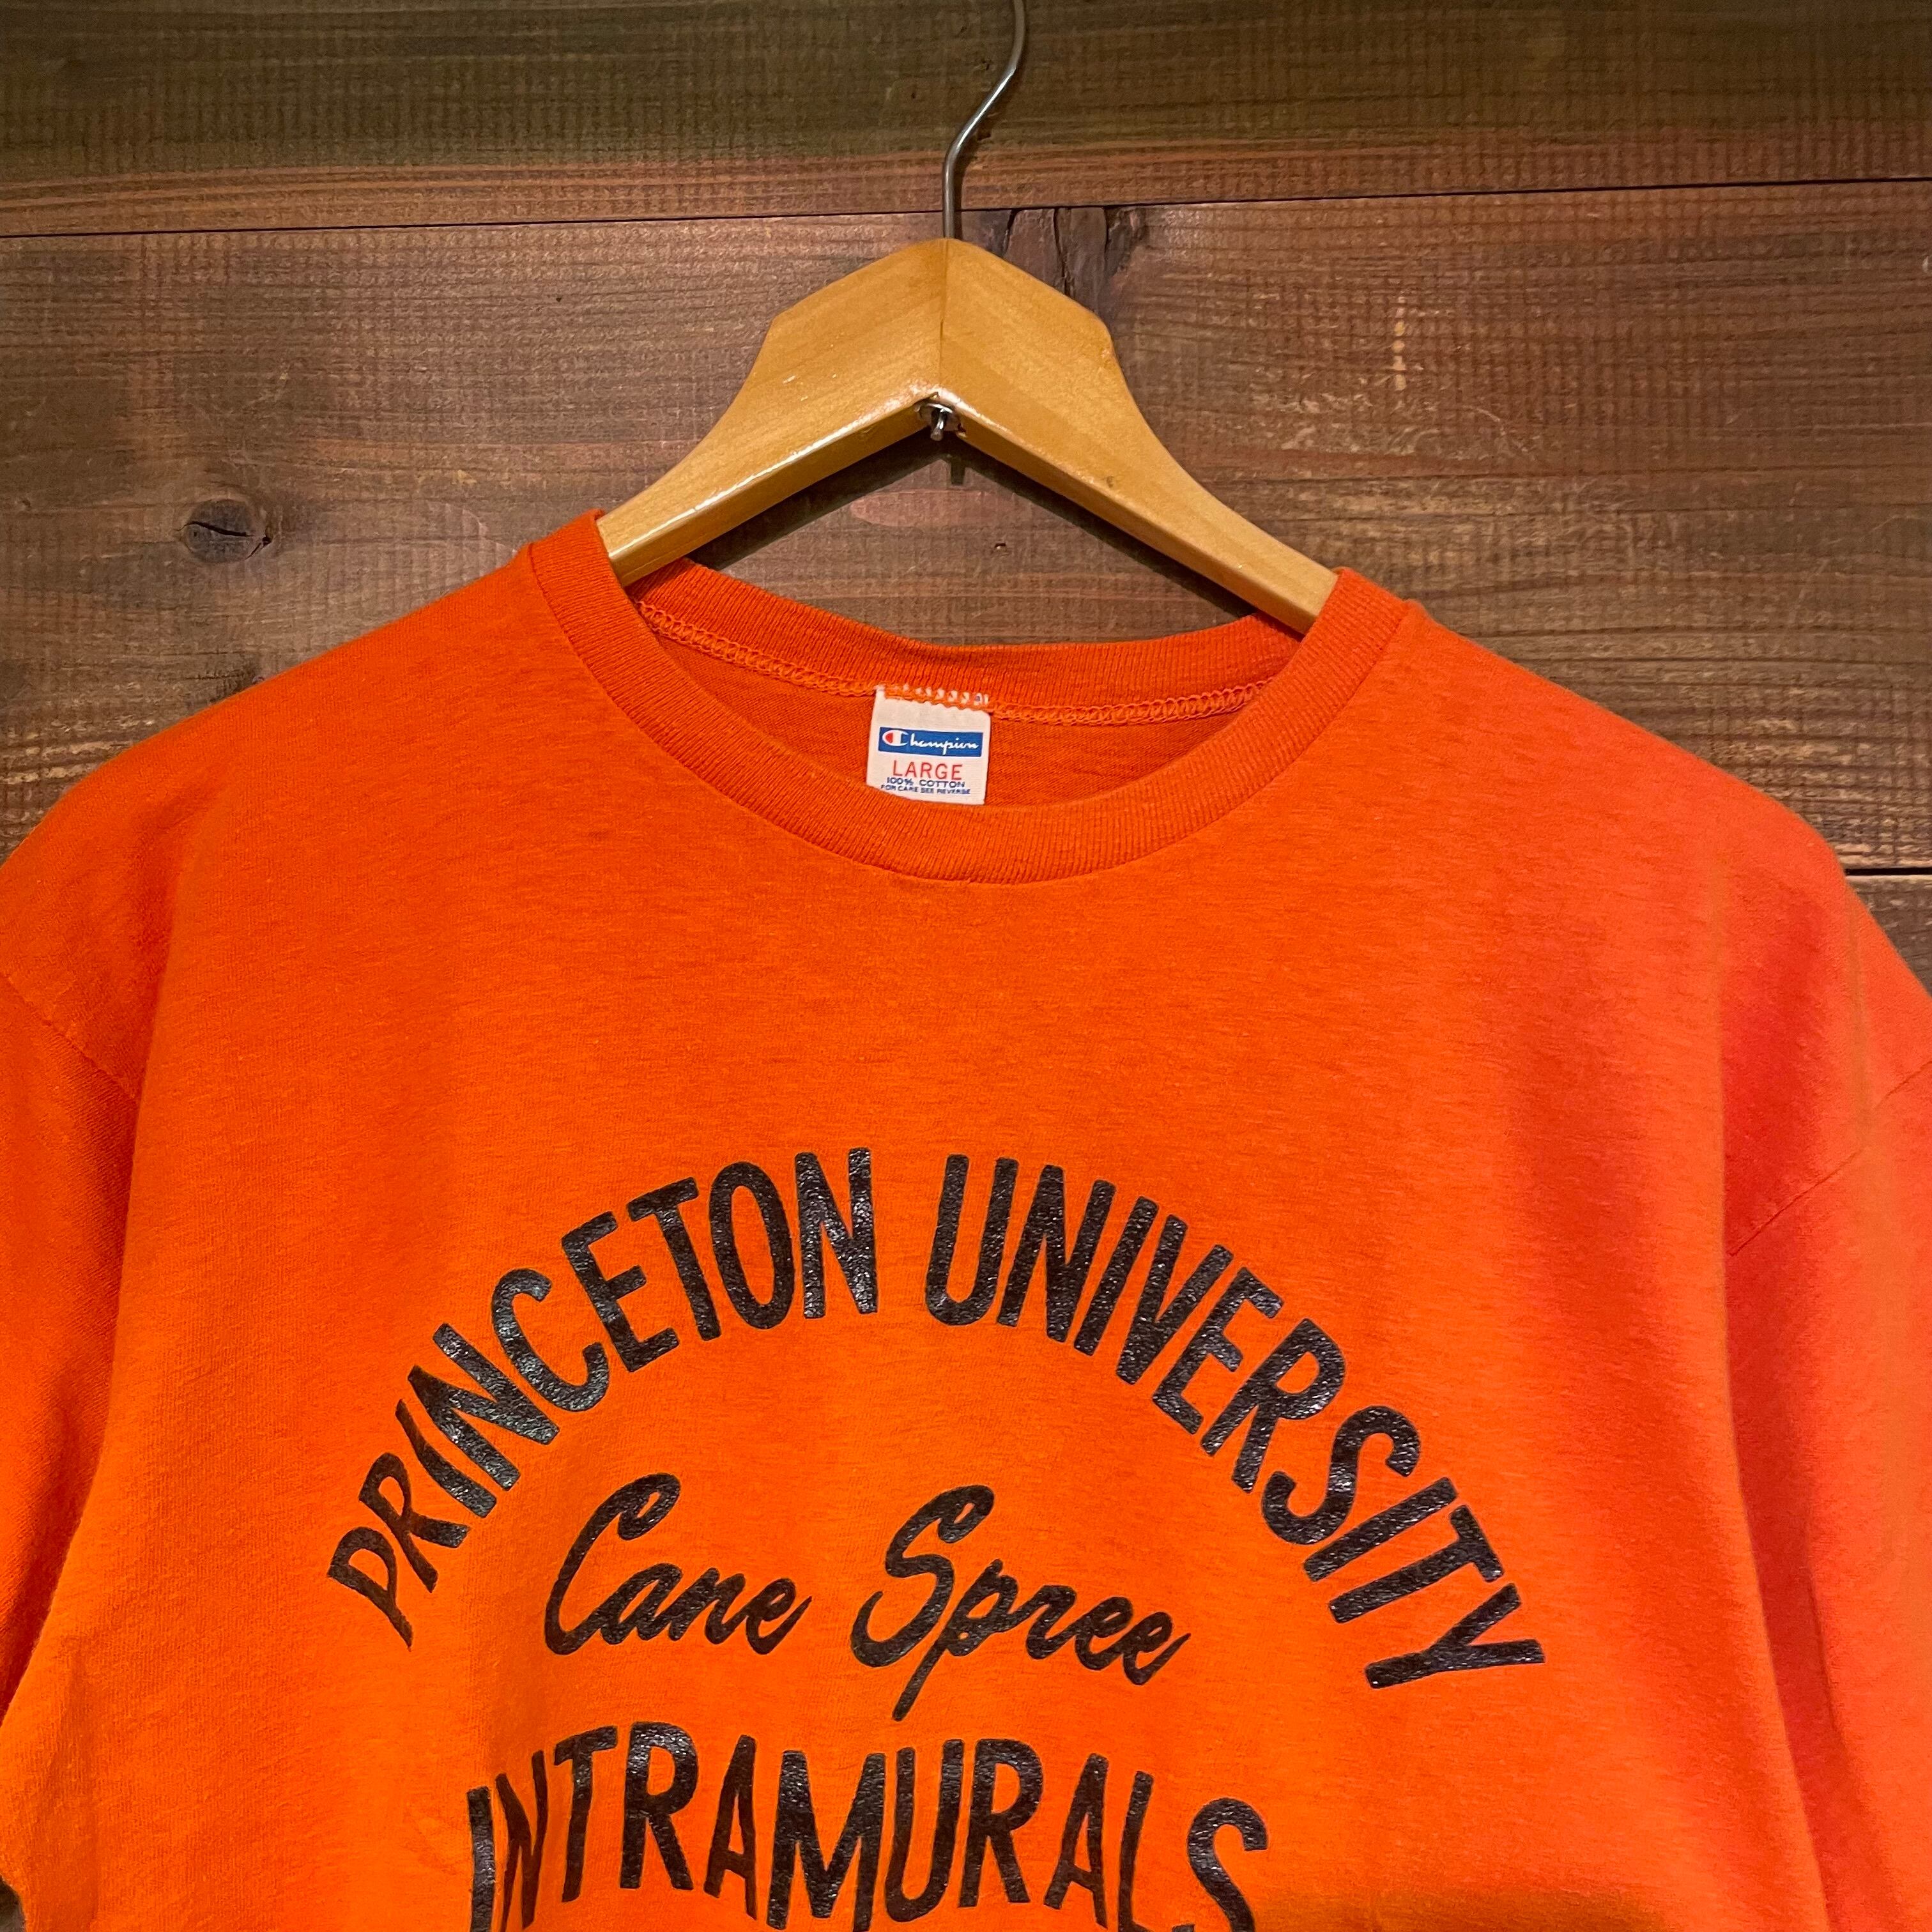 Champion
LARGE
100% COTTON
FOR CARE SEE REVERSE
PRINCETON UNIVERSITY
Cane Spree
INTRAMURALS